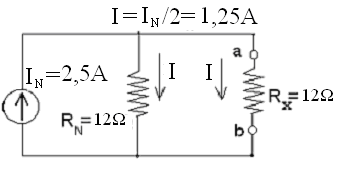 I=I_N/2=1,25A
a
I_N=2,5A
I
I
R_N=12Ω
R_x=12Ω
b